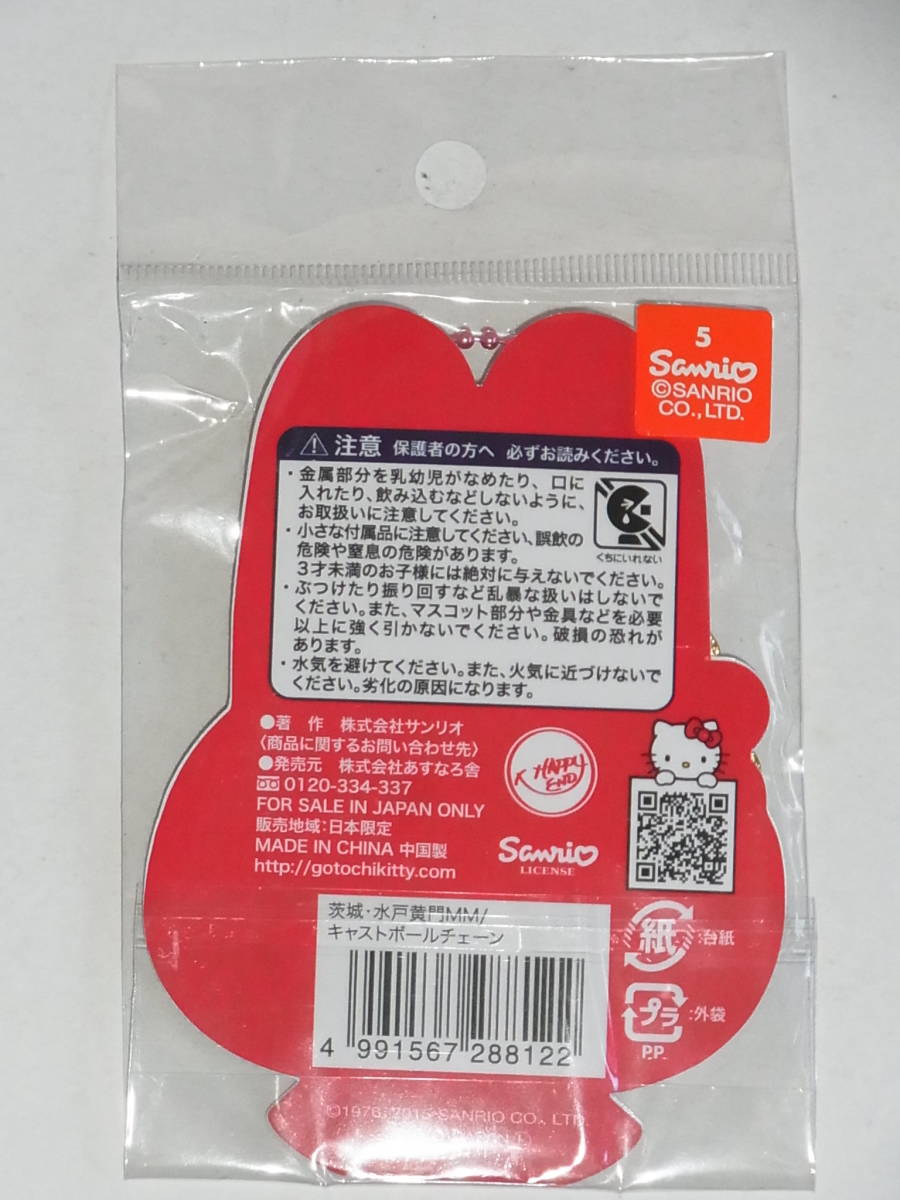 5
Sanrio
©SANRIO
CO.,LTD.
注意 保護者の方へ 必ずお読みください。
・金属部分を乳幼児がなめたり、口に
入れたり、飲み込むなどしないように、
お取扱いに注意してください。
・小さな付属品に注意してください、誤飲の
危険や窒息の危険があります。
3才未満のお子様には絶対に与えないでください。
くちにいれない
・ぶつけたり振り回すなど乱暴な扱いはしないで
ください。また、マスコット部分や金具などを必要
以上に強く引かないでください。破損の恐れが
あります。
・水気を避けてください。また、火気に近づけないで
ください。劣化の原因になります。
●著 作 株式会社サンリオ
〈商品に関するお問い合わせ先〉
●発売元 株式会社あすなろ舎
0120-334-337
FOR SALE IN JAPAN ONLY
販売地域:日本限定
MADE IN CHINA 中国製
http://gotochikitty.com
HAPPY
END
Sanrio
LICENSE
茨城・水戸黄門MM/
キャストボールチェーン
4 991567 288122
紙 :台紙
プラ :外袋
PP
©1976, 2015 SANRIO CO., LTD.